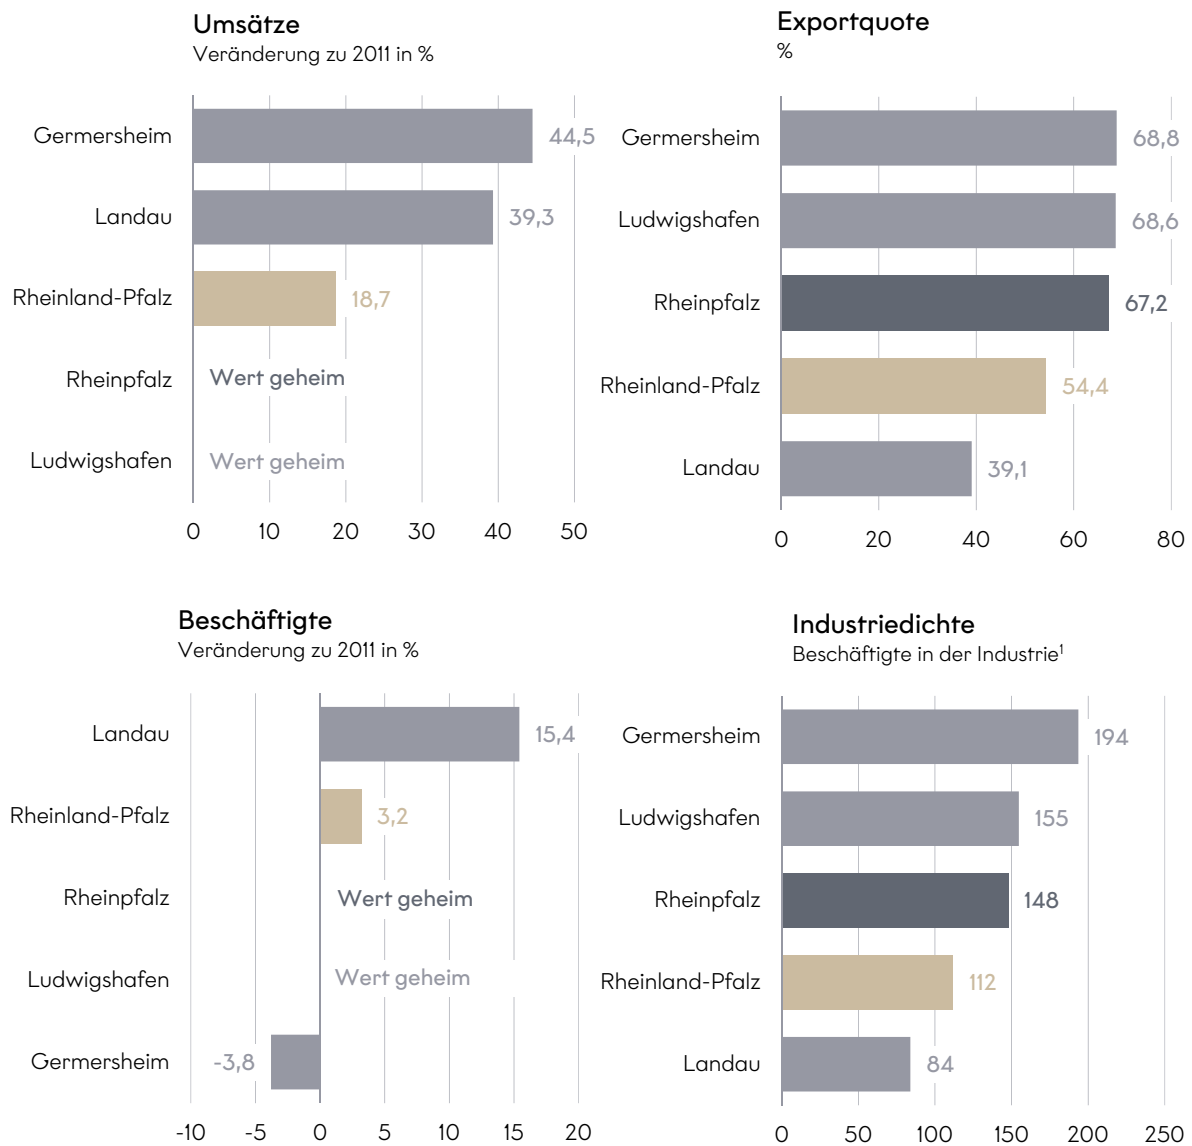 Umsätze
Veränderung zu 2011 in %
Germersheim 44,5
Landau 39,3
Rheinland-Pfalz 18,7
Rheinpfalz Wert geheim
Ludwigshafen Wert geheim
0 10 20 30 40 50
Exportquote
%
Germersheim 68,8
Ludwigshafen 68,6
Rheinpfalz 67,2
Rheinland-Pfalz 54,4
Landau 39,1
0 20 40 60 80
Beschäftigte
Veränderung zu 2011 in %
Landau 15,4
Rheinland-Pfalz 3,2
Rheinpfalz Wert geheim
Ludwigshafen Wert geheim
Germersheim -3,8
-10 -5 0 5 10 15 20
Industriedichte
Beschäftigte in der Industrie¹
Germersheim 194
Ludwigshafen 155
Rheinpfalz 148
Rheinland-Pfalz 112
Landau 84
0 50 100 150 200 250